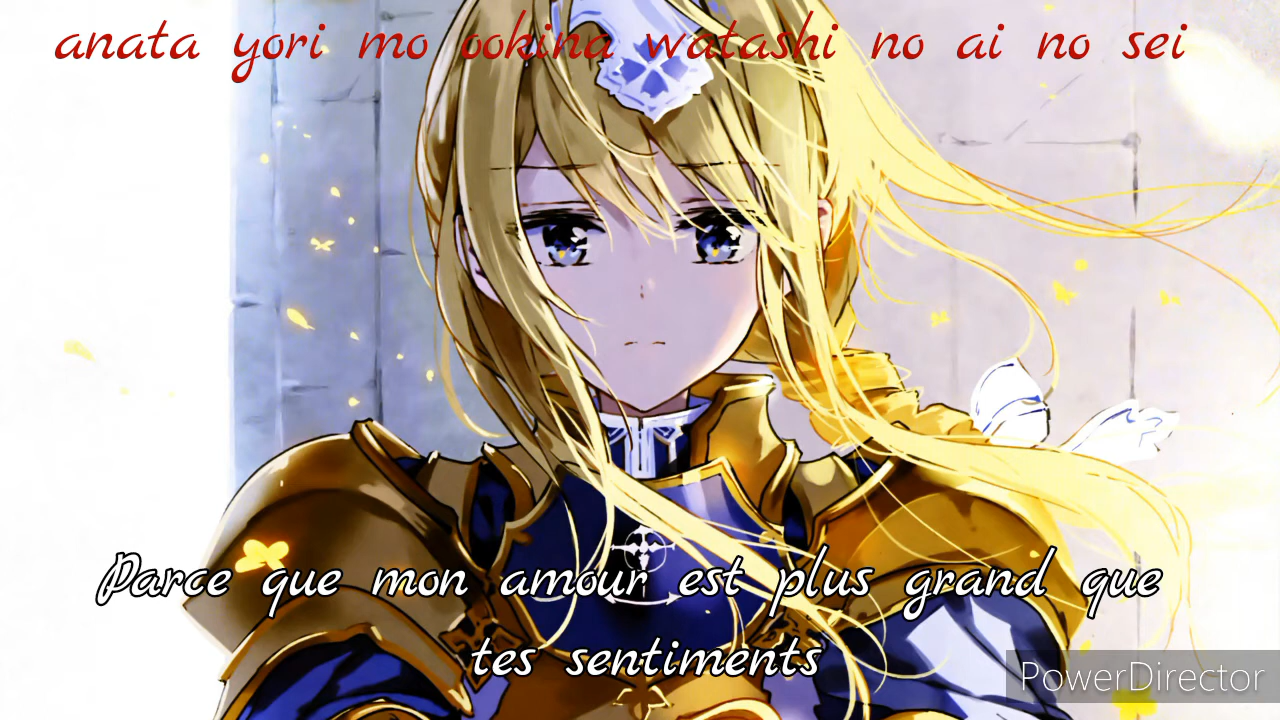 anata yori mo ookina watashi no ai no sei
Parce que mon amour est plus grand que
tes sentiments
PowerDirector